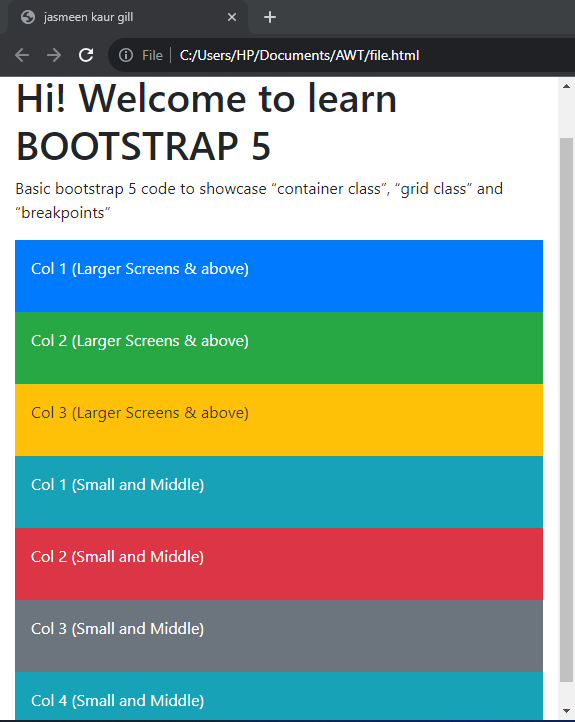 jasmeen kaur gill
File | C:/Users/HP/Documents/AWT/file.html
Hi! Welcome to learn
BOOTSTRAP 5
Basic bootstrap 5 code to showcase “container class”, “grid class” and
“breakpoints”
Col 1 (Larger Screens & above)
Col 2 (Larger Screens & above)
Col 3 (Larger Screens & above)
Col 1 (Small and Middle)
Col 2 (Small and Middle)
Col 3 (Small and Middle)
Col 4 (Small and Middle)